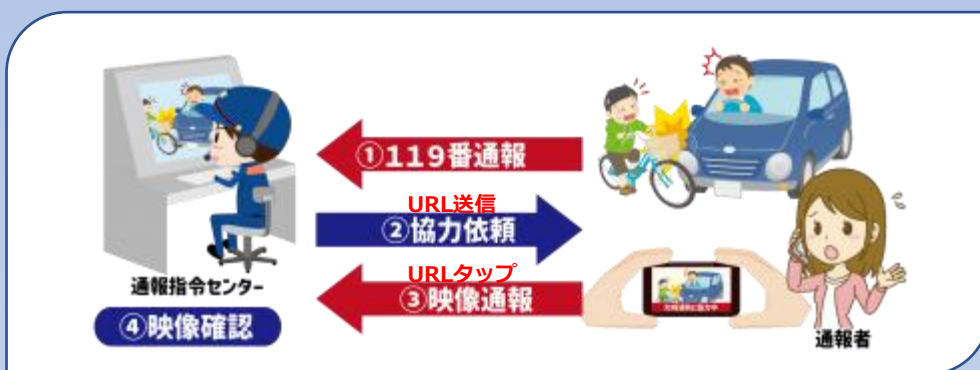 ①119番通報
URL送信
②協力依頼
URLタップ
③映像通報
通報指令センター
④映像確認
通報者